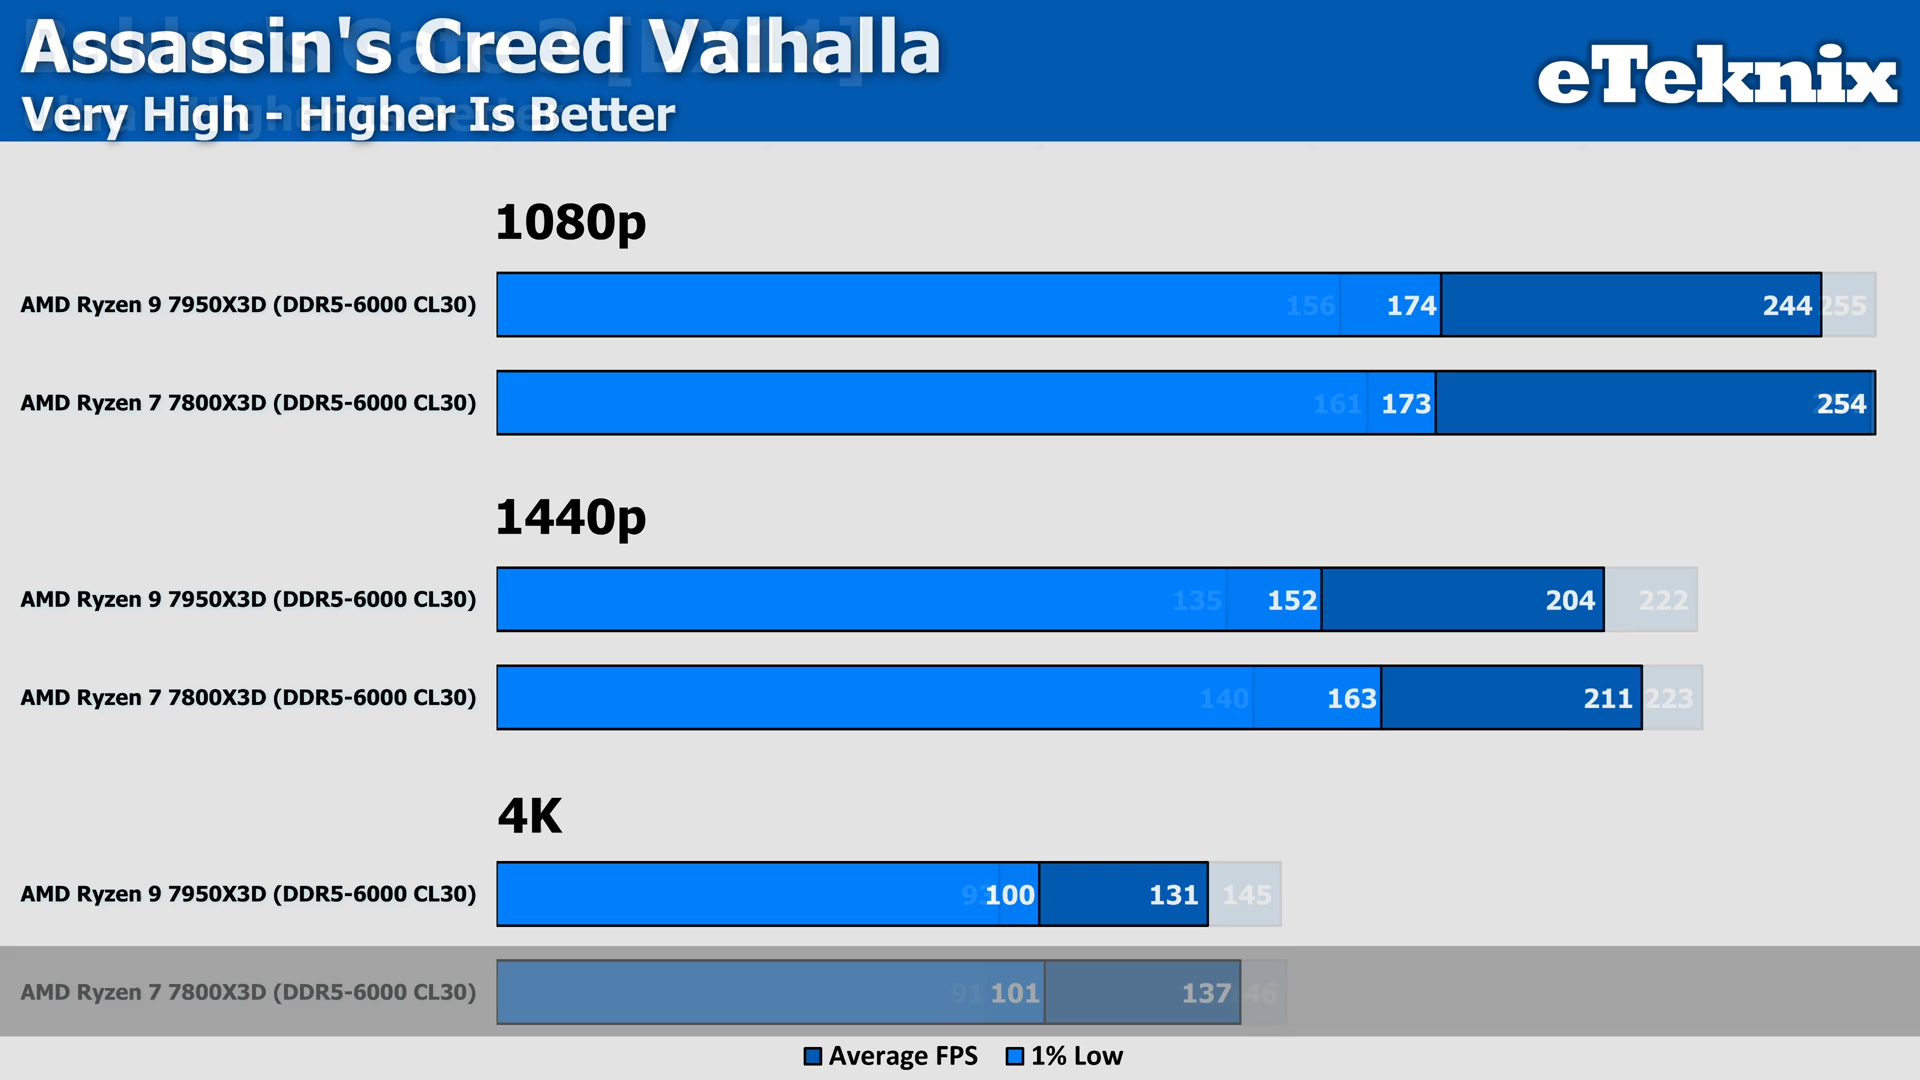 Assassin's Creed Valhalla
Very High - Higher Is Better
eTeknix
1080p
AMD Ryzen 9 7950X3D (DDR5-6000 CL30)
156 174 244 255
AMD Ryzen 7 7800X3D (DDR5-6000 CL30)
161 173 254
1440p
AMD Ryzen 9 7950X3D (DDR5-6000 CL30)
135 152 204 222
AMD Ryzen 7 7800X3D (DDR5-6000 CL30)
140 163 211 223
4K
AMD Ryzen 9 7950X3D (DDR5-6000 CL30)
100 131 145
AMD Ryzen 7 7800X3D (DDR5-6000 CL30)
91 101 137
Average FPS 1% Low